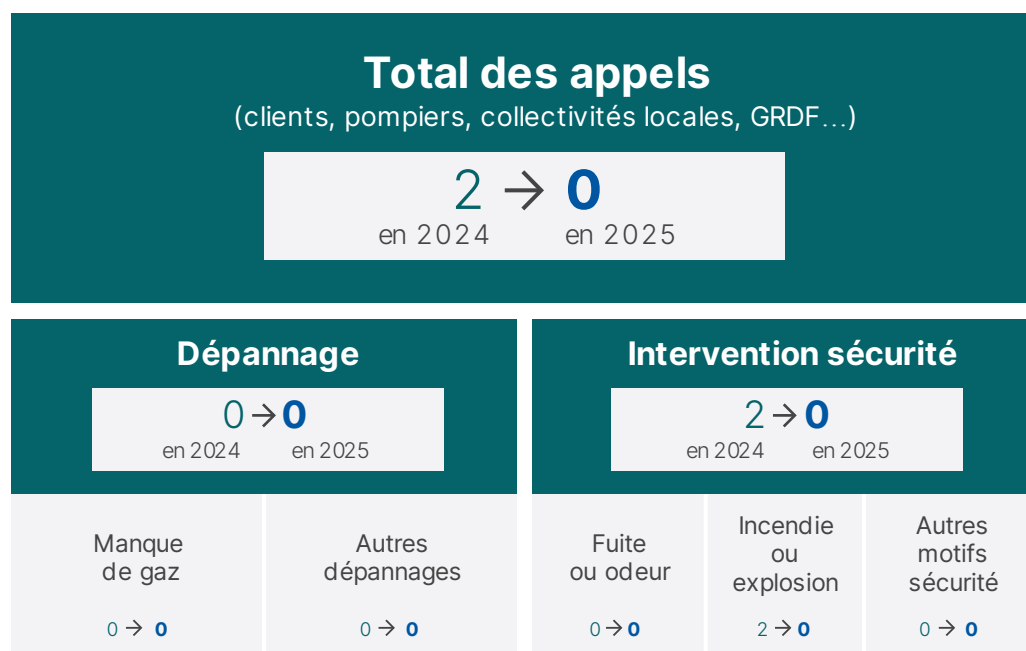 Total des appels
(clients, pompiers, collectivités locales, GRDF...)
2 → 0
en 2024 en 2025
Dépannage
0 → 0
en 2024 en 2025
Manque
de gaz
0 → 0
Autres
dépannages
0 → 0
Intervention sécurité
2 → 0
en 2024 en 2025
Fuite
ou odeur
0 → 0
Incendie
ou
explosion
2 → 0
Autres
motifs
sécurité
0 → 0